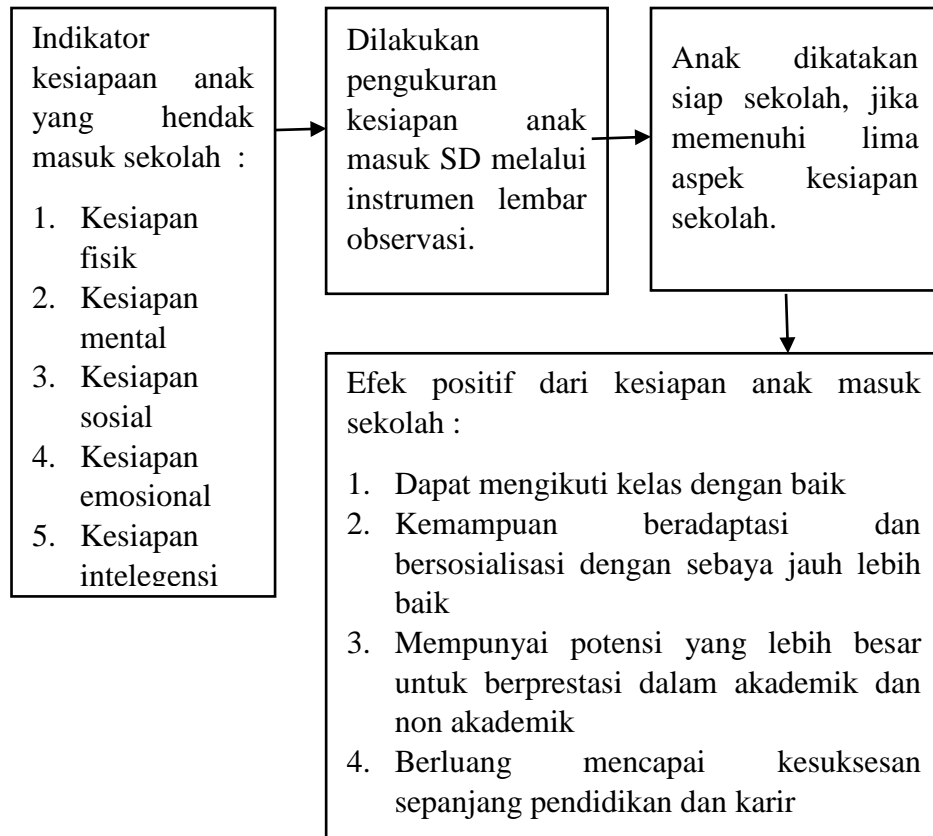 Indikator
kesiapaan anak
yang hendak
masuk sekolah :
1. Kesiapan
fisik
2. Kesiapan
mental
3. Kesiapan
sosial
4. Kesiapan
emosional
5. Kesiapan
intelegensi
Dilakukan
pengukuran
kesiapan anak
masuk SD melalui
instrumen lembar
observasi.
Anak dikatakan
siap sekolah, jika
memenuhi lima
aspek kesiapan
sekolah.
Efek positif dari kesiapan anak masuk
sekolah :
1. Dapat mengikuti kelas dengan baik
2. Kemampuan beradaptasi dan
bersosialisasi dengan sebaya jauh lebih
baik
3. Mempunyai potensi yang lebih besar
untuk berprestasi dalam akademik dan
non akademik
4. Berluang mencapai kesuksesan
sepanjang pendidikan dan karir